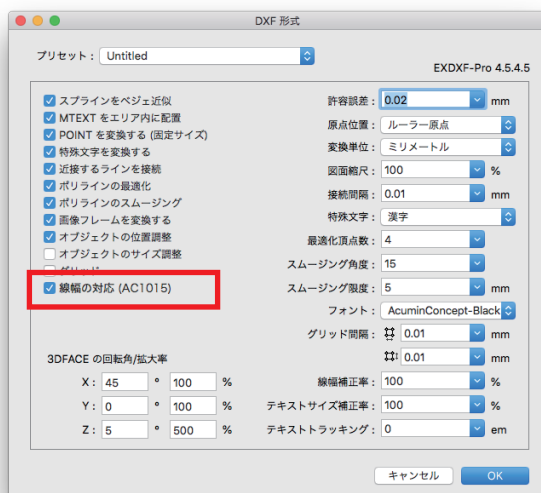 DXF 形式
プリセット： Untitled
EXDXF-Pro 4.5.4.5
スプラインをベジェ近似
MTEXT をエリア内に配置
POINT を変換する (固定サイズ)
特殊文字を変換する
近接するラインを接続
ポリラインの最適化
ポリラインのスムージング
画像フレームを変換する
オブジェクトの位置調整
オブジェクトのサイズ調整
グリッド
線幅の対応 (AC1015)
3DFACE の回転角/拡大率
X： 45 ° 100 %
Y： 0 ° 100 %
Z： 5 ° 500 %
許容誤差： 0.02 mm
原点位置： ルーラー原点
変換単位： ミリメートル
図面縮尺： 100 %
接続間隔： 0.01 mm
特殊文字： 漢字
最適化頂点数： 4
スムージング角度： 15
スムージング限度： 5 mm
フォント： AcuminConcept-Black
グリッド間隔： 0.01 mm
0.01 mm
線幅補正率： 100 %
テキストサイズ補正率： 100 %
テキストトラッキング： 0 em
キャンセル
OK